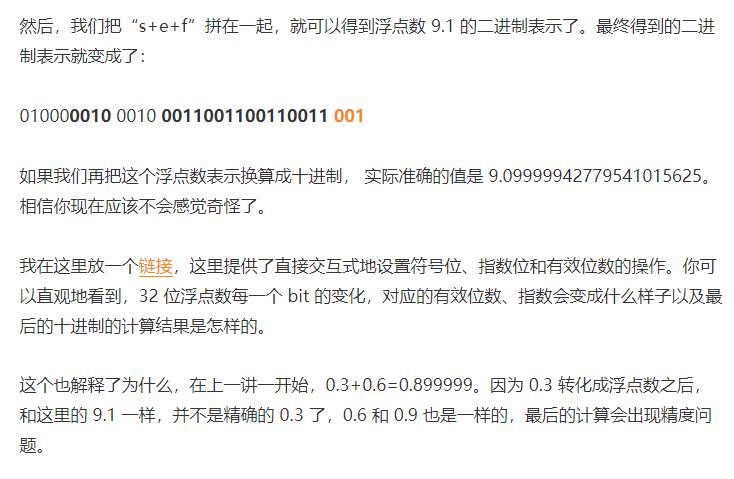 然后，我们把“s+e+f”拼在一起，就可以得到浮点数 9.1 的二进制表示了。最终得到的二进
制表示就变成了：
010000010 0010 0011001100110011 001
如果我们再把这个浮点数表示换算成十进制， 实际准确的值是 9.09999942779541015625。
相信你现在应该不会感觉奇怪了。
我在这里放一个链接，这里提供了直接交互式地设置符号位、指数位和有效位数的操作。你可
以直观地看到，32 位浮点数每一个 bit 的变化，对应的有效位数、指数会变成什么样子以及最
后的十进制的计算结果是怎样的。
这个也解释了为什么，在上一讲一开始，0.3+0.6=0.899999。因为 0.3 转化成浮点数之后，
和这里的 9.1 一样，并不是精确的 0.3 了，0.6 和 0.9 也是一样的，最后的计算会出现精度问
题。